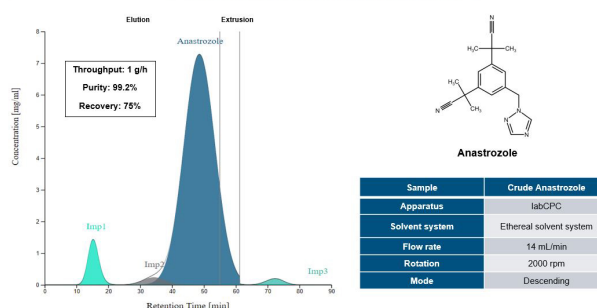 Elution
Extrusion
Concentration [mg/ml]
8
7
6
5
4
3
2
1
0
Throughput: 1 g/h
Purity: 99.2%
Recovery: 75%
Anastrozole
Imp1
Imp2
Imp3
0 10 20 30 40 50 60 70 80 90
Retention Time [min]
N
H₃C CH₃
H₃C
CH₃
N
N
N
N
Anastrozole
Sample Crude Anastrozole
Apparatus labCPC
Solvent system Ethereal solvent system
Flow rate 14 mL/min
Rotation 2000 rpm
Mode Descending